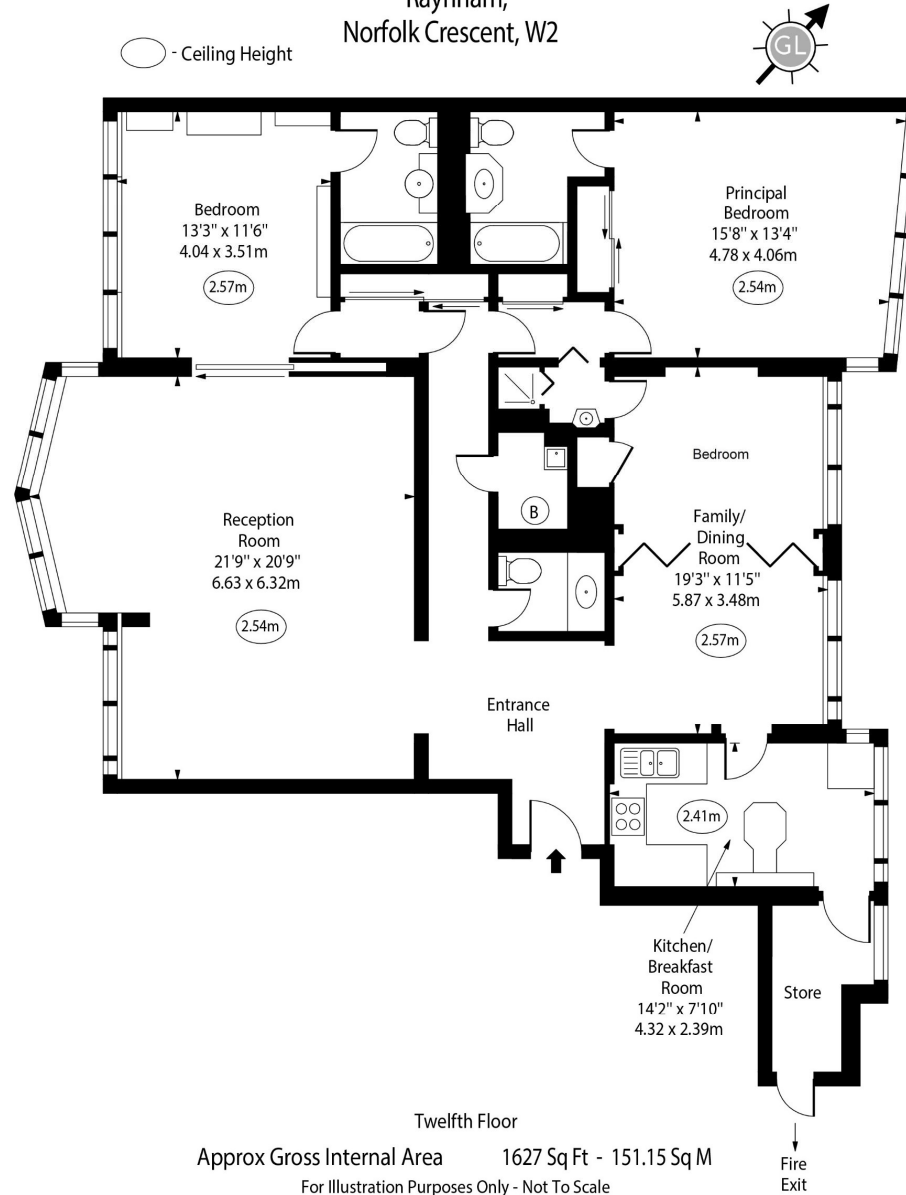 Raynham,
Norfolk Crescent, W2
- Ceiling Height
GL
Bedroom
13'3" x 11'6"
4.04 x 3.51m
2.57m
Principal
Bedroom
15'8" x 13'4"
4.78 x 4.06m
2.54m
Reception
Room
21'9" x 20'9"
6.63 x 6.32m
2.54m
B
Bedroom
Family/
Dining
Room
19'3" x 11'5"
5.87 x 3.48m
2.57m
Entrance
Hall
2.41m
Kitchen/
Breakfast
Room
14'2" x 7'10"
4.32 x 2.39m
Store
Fire
Exit
Twelfth Floor
Approx Gross Internal Area 1627 Sq Ft - 151.15 Sq M
For Illustration Purposes Only - Not To Scale